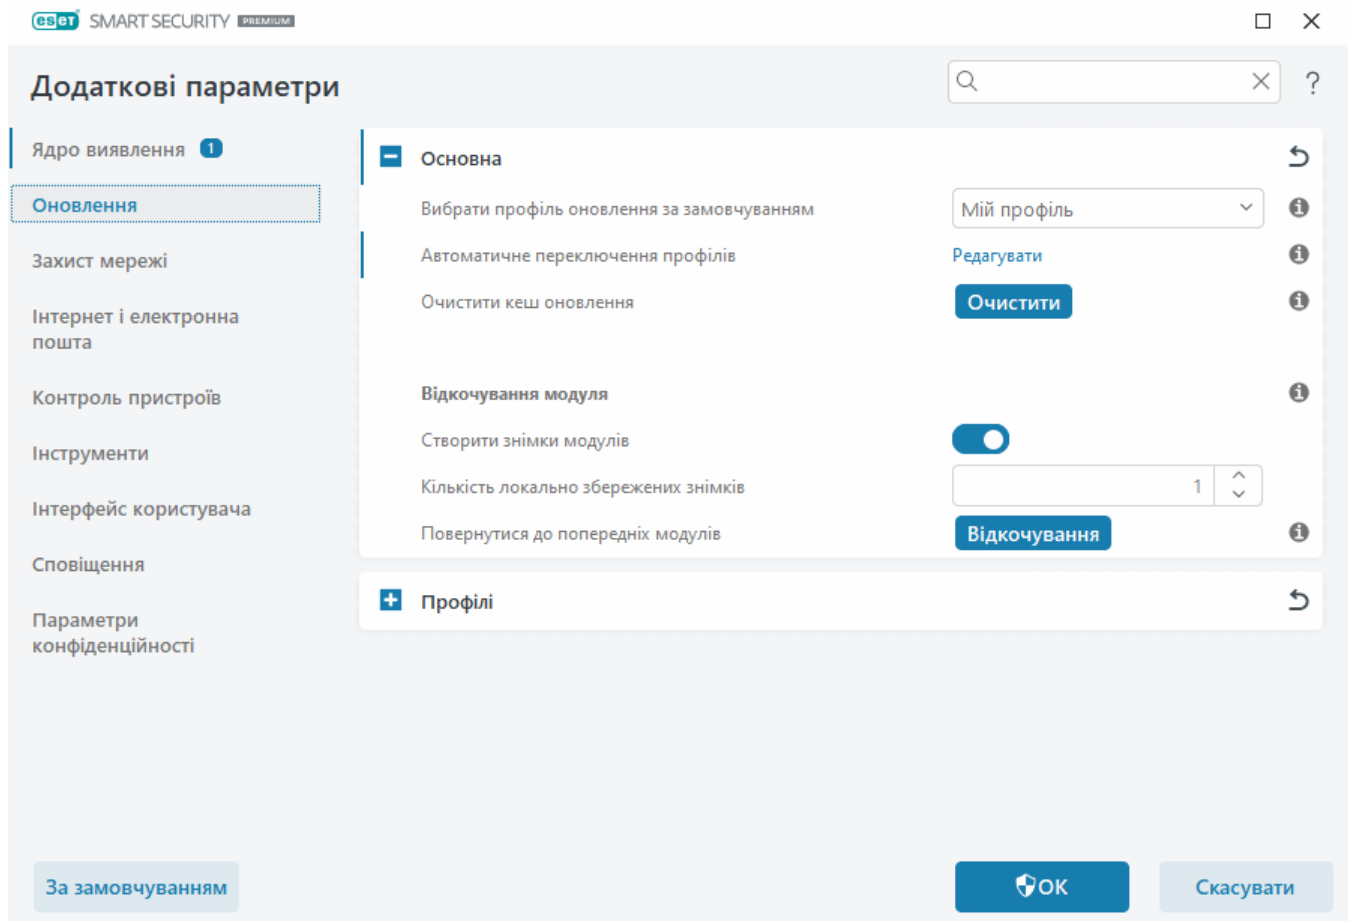 eset SMART SECURITY PREMIUM
Додаткові параметри
?
Ядро виявлення 1
Оновлення
Захист мережі
Інтернет і електронна
пошта
Контроль пристроїв
Інструменти
Інтерфейс користувача
Сповіщення
Параметри
конфіденційності
Основна
Вибрати профіль оновлення за замовчуванням Мій профіль
Автоматичне переключення профілів Редагувати
Очистити кеш оновлення Очистити
Відкочування модуля
Створити знімки модулів
Кількість локально збережених знімків 1
Повернутися до попередніх модулів Відкочування
Профілі
За замовчуванням
ОК
Скасувати